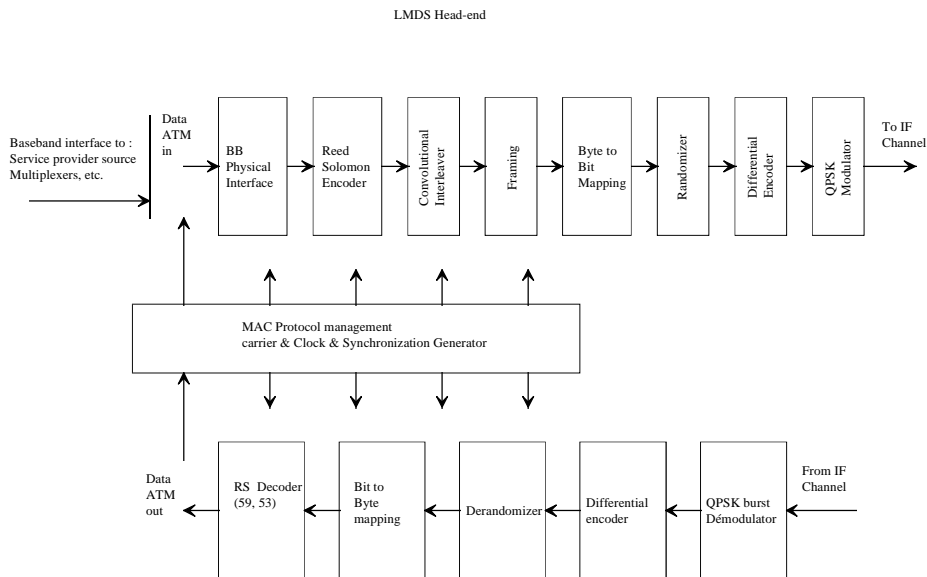 LMDS Head-end
Baseband interface to :
Service provider source
Multiplexers, etc.
Data
ATM
in
BB
Physical
Interface
Reed
Solomon
Encoder
Convolutional
Interleaver
Framing
Byte to
Bit
Mapping
Randomizer
Differential
Encoder
QPSK
Modulator
To IF
Channel
MAC Protocol management
carrier & Clock & Synchronization Generator
Data
ATM
out
RS Decoder
(59, 53)
Bit to
Byte
mapping
Derandomizer
Differential
encoder
QPSK burst
Démodulator
From IF
Channel